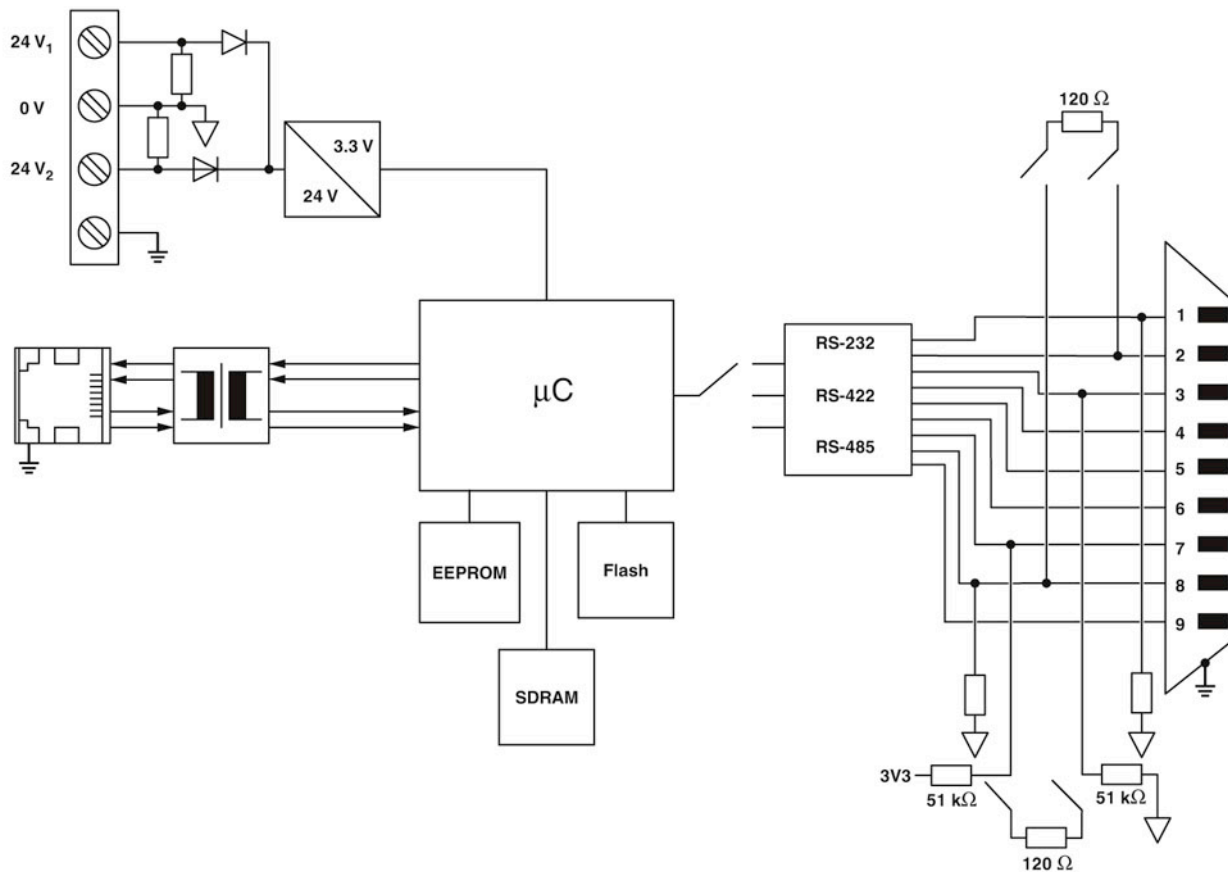 24 V1
0 V
24 V2
3.3 V
24 V
μC
EEPROM
Flash
SDRAM
RS-232
RS-422
RS-485
120 Ω
1
2
3
4
5
6
7
8
9
3V3
51 kΩ
51 kΩ
120 Ω